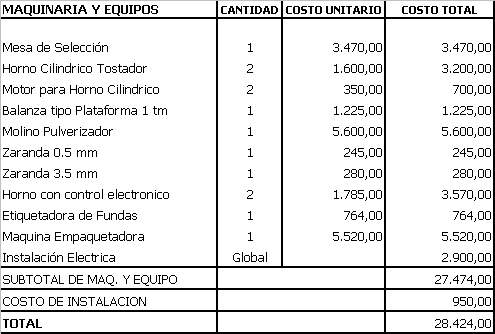 MAQUINARIA Y EQUIPOS CANTIDAD COSTO UNITARIO COSTO TOTAL
Mesa de Selección 1 3.470,00 3.470,00
Horno Cilindrico Tostador 2 1.600,00 3.200,00
Motor para Horno Cilindrico 2 350,00 700,00
Balanza tipo Plataforma 1 tm 1 1.225,00 1.225,00
Molino Pulverizador 1 5.600,00 5.600,00
Zaranda 0.5 mm 1 245,00 245,00
Zaranda 3.5 mm 1 280,00 280,00
Horno con control electronico 2 1.785,00 3.570,00
Etiquetadora de Fundas 1 764,00 764,00
Maquina Empaquetadora 1 5.520,00 5.520,00
Instalación Electrica Global 2.900,00
SUBTOTAL DE MAQ. Y EQUIPO 27.474,00
COSTO DE INSTALACION 950,00
TOTAL 28.424,00